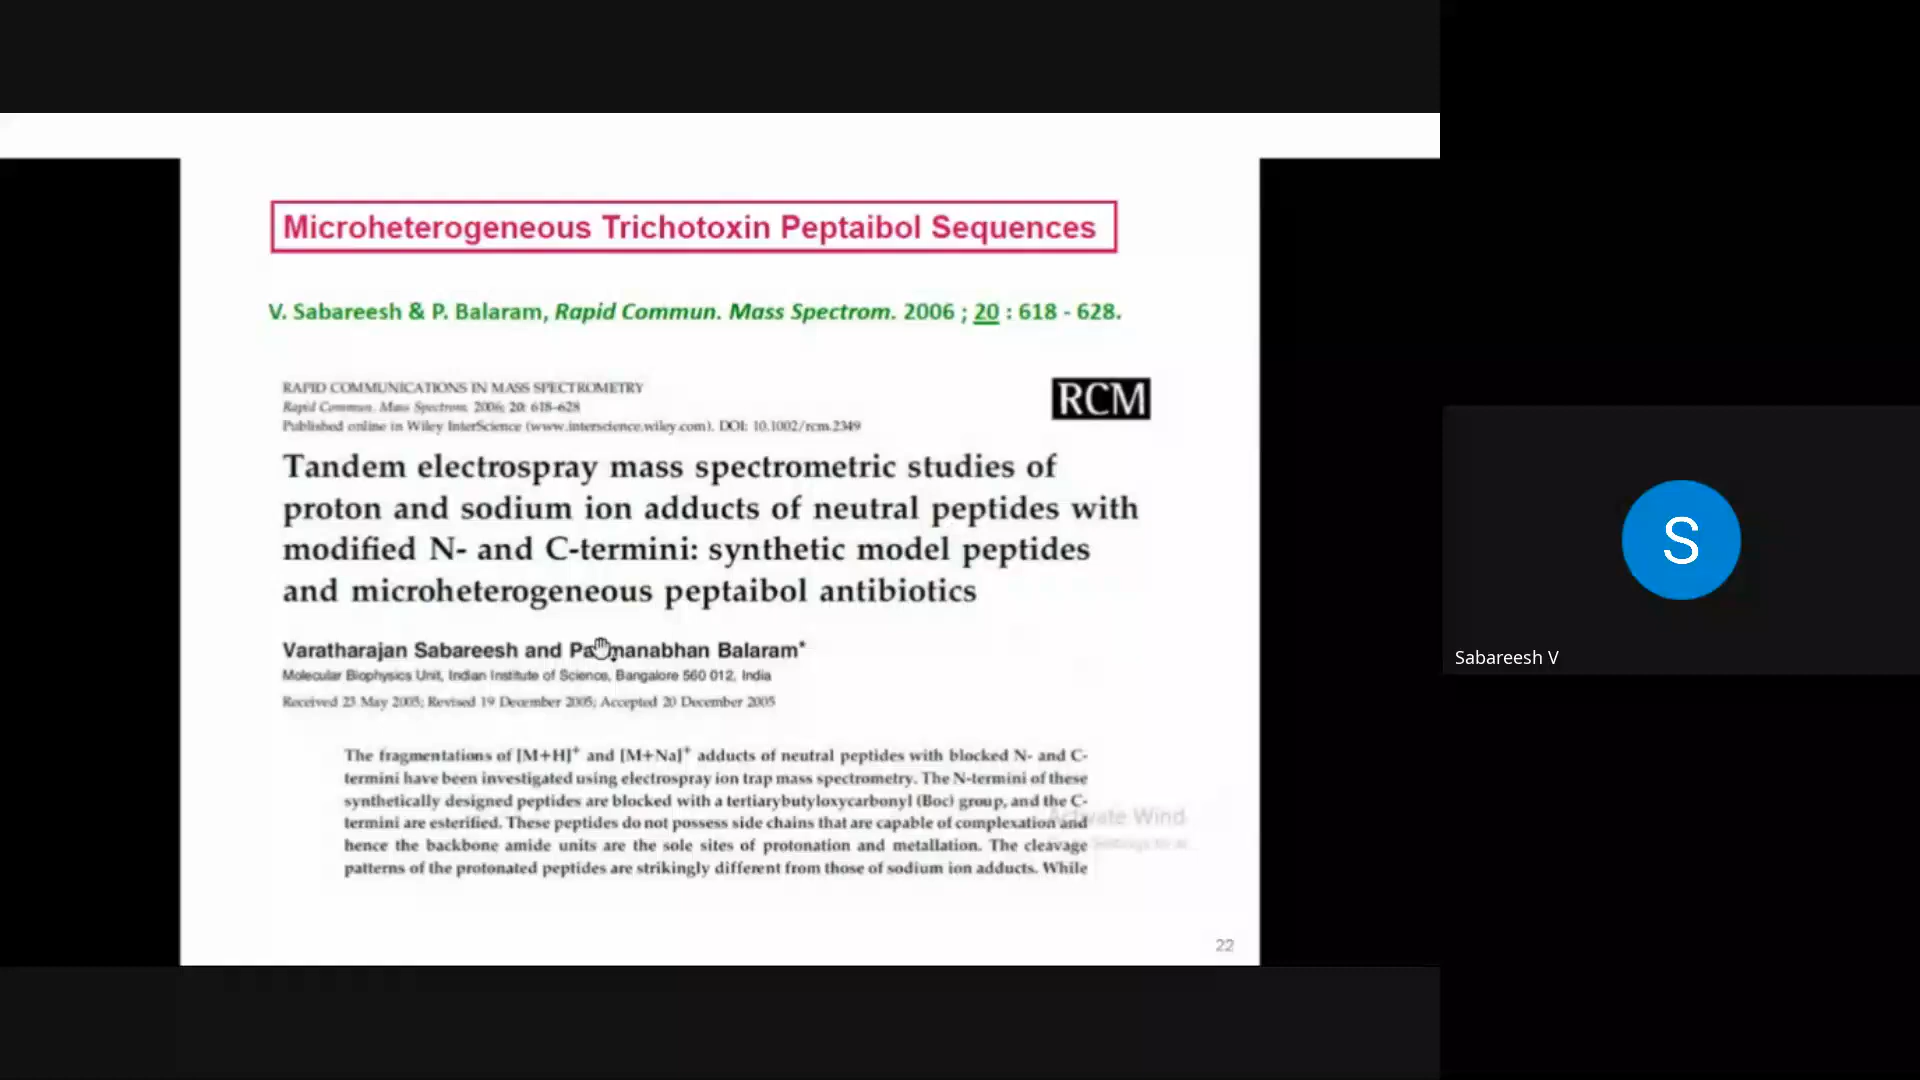 Microheterogeneous Trichotoxin Peptaibol Sequences
V. Sabareesh & P. Balaram, Rapid Commun. Mass Spectrom. 2006 ; 20 : 618 - 628.
RAPID COMMUNICATIONS IN MASS SPECTROMETRY
Rapid Commun. Mass Spectrom. 2006; 20: 618–628
Published online in Wiley InterScience (www.interscience.wiley.com). DOI: 10.1002/rcm.2349
RCM
Tandem electrospray mass spectrometric studies of
proton and sodium ion adducts of neutral peptides with
modified N- and C-termini: synthetic model peptides
and microheterogeneous peptaibol antibiotics
Varatharajan Sabareesh and Padmanabhan Balaram*
Molecular Biophysics Unit, Indian Institute of Science, Bangalore 560 012, India
Received 23 May 2005; Revised 19 December 2005; Accepted 20 December 2005
The fragmentations of [M+H]+ and [M+Na]+ adducts of neutral peptides with blocked N- and C-
termini have been investigated using electrospray ion trap mass spectrometry. The N-termini of these
synthetically designed peptides are blocked with a tertiarybutyloxycarbonyl (Boc) group, and the C-
termini are esterified. These peptides do not possess side chains that are capable of complexation and
hence the backbone amide units are the sole sites of protonation and metallation. The cleavage
patterns of the protonated peptides are strikingly different from those of sodium ion adducts. While
Activate Wind
22
S
Sabareesh V